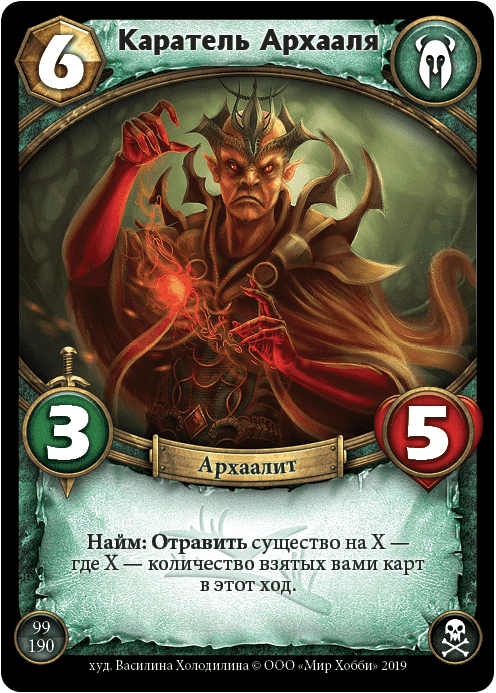 6
Каратель Архааля
3
5
Архаалит
Найм: Отравить существо на X —
где X — количество взятых вами карт
в этот ход.
99
190
худ. Василина Холодилина © ООО «Мир Хобби» 2019